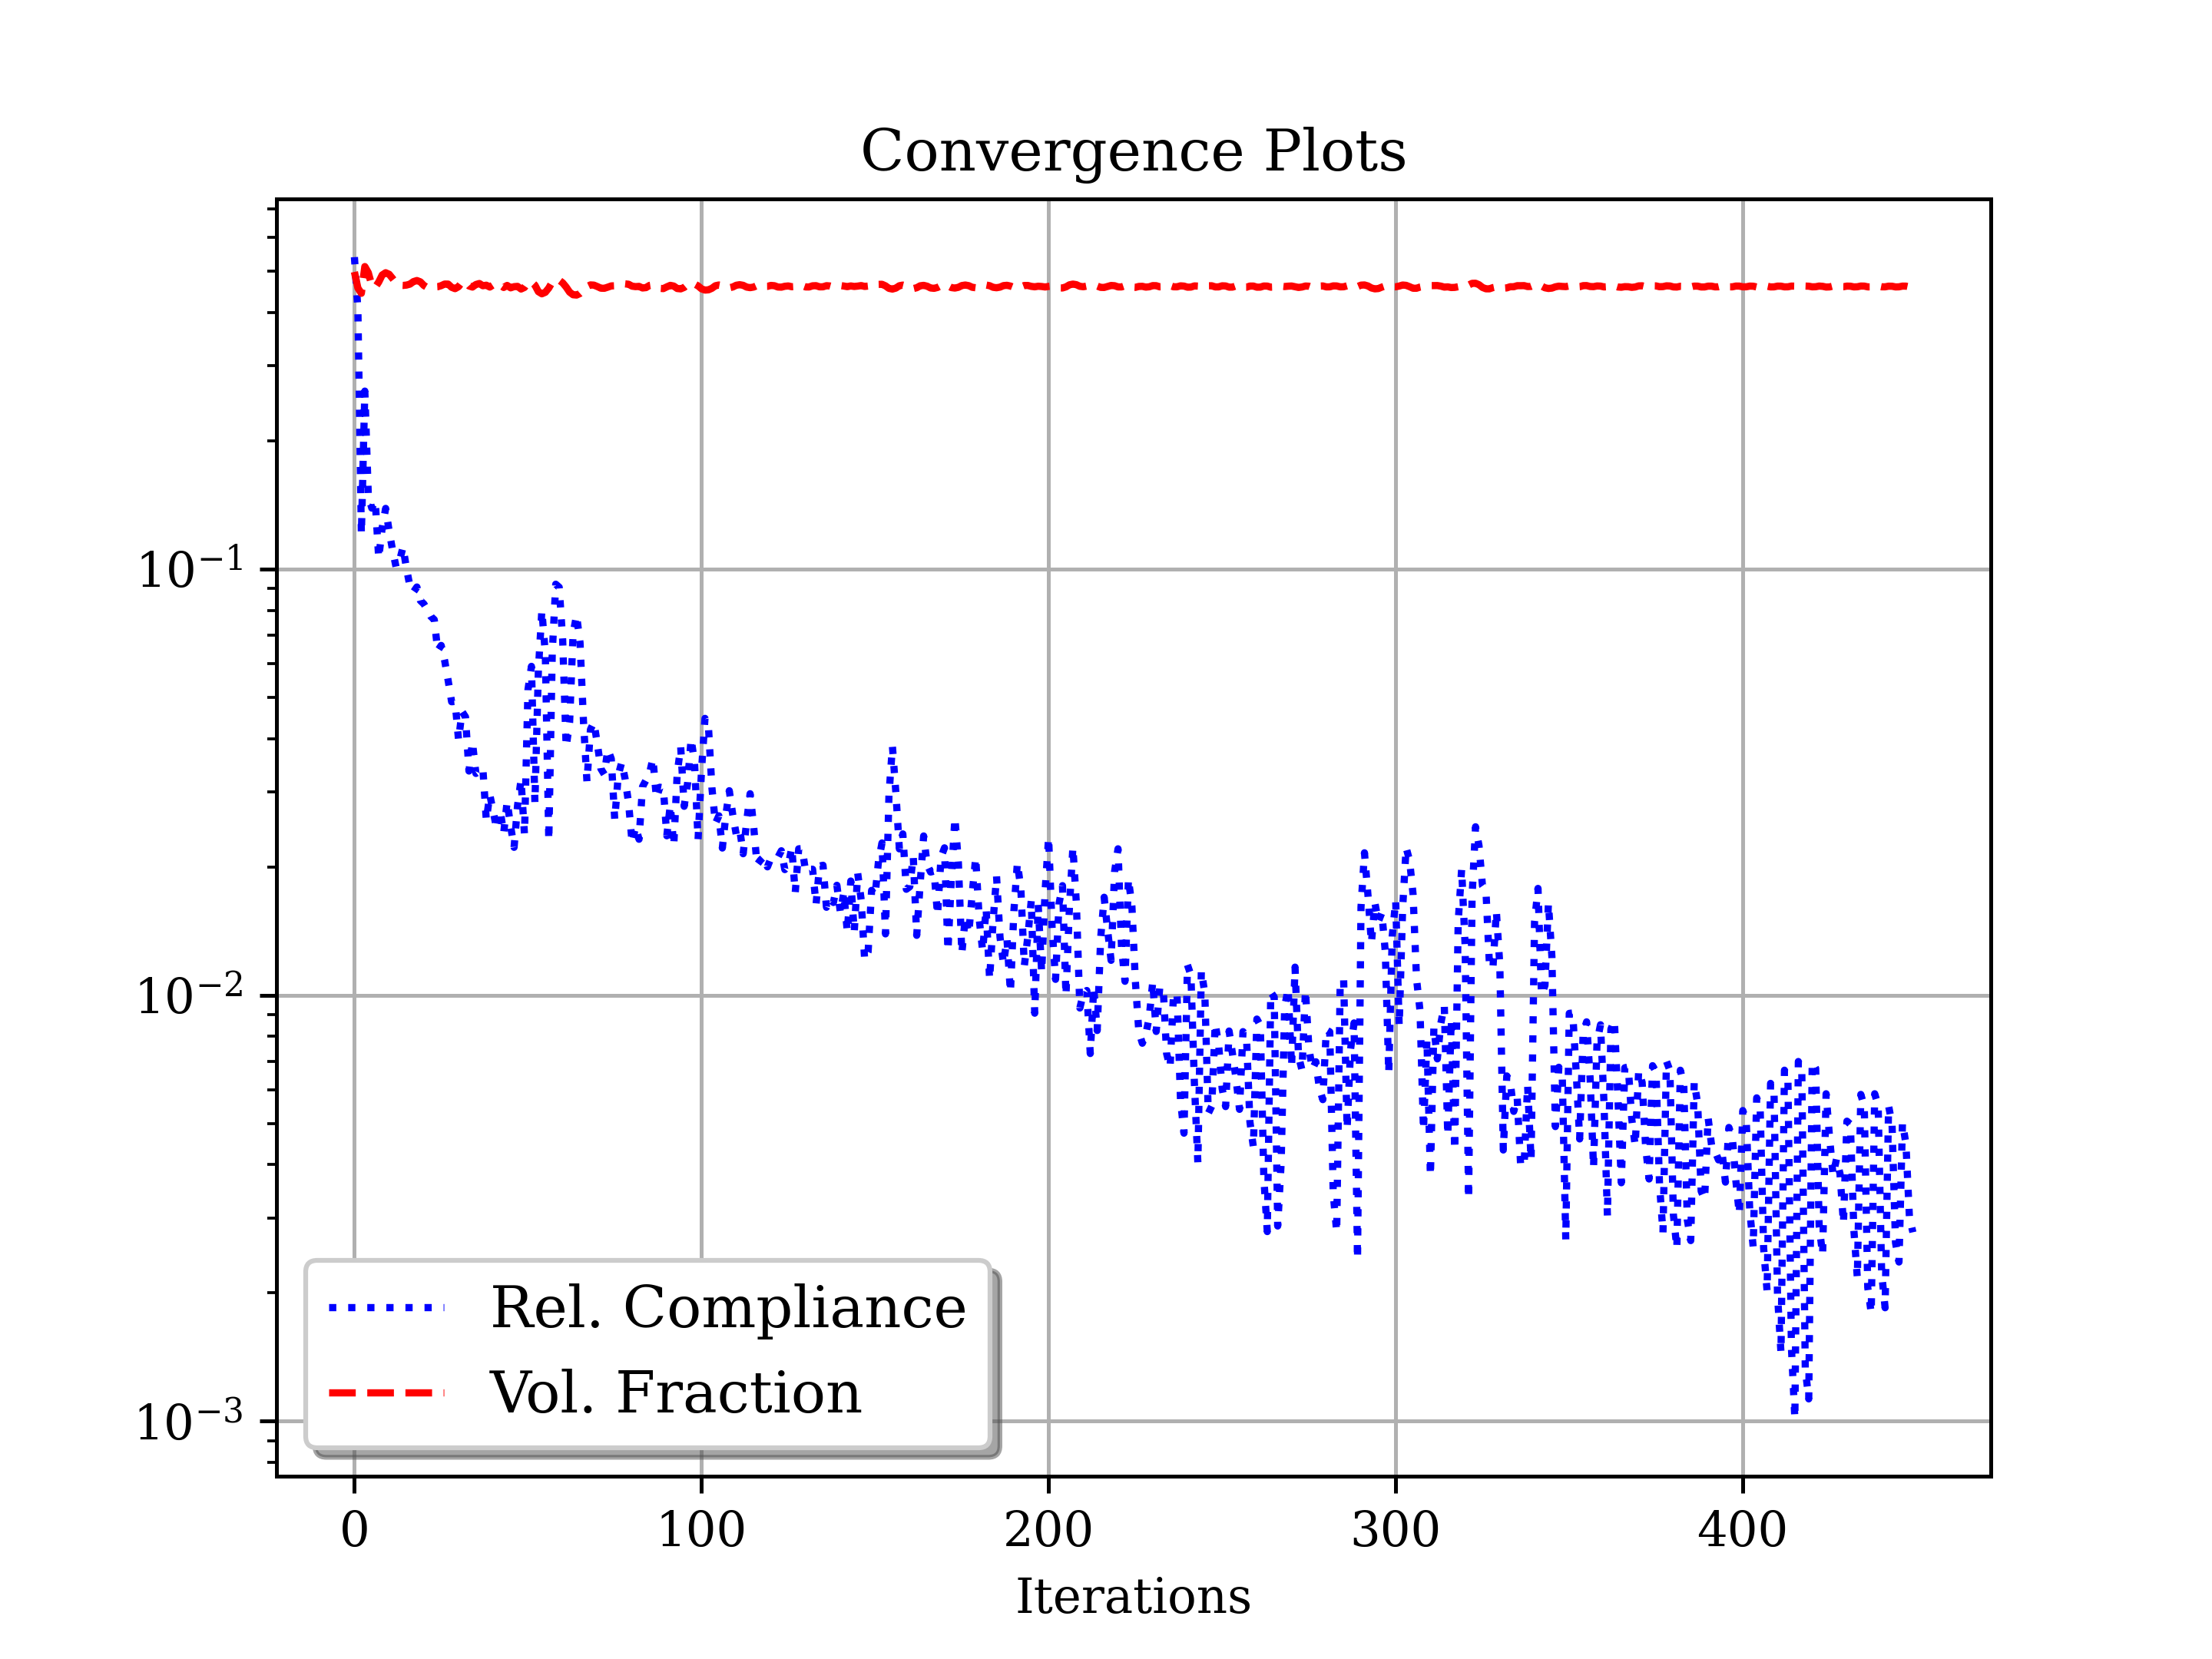 Convergence Plots
10⁻¹
10⁻²
10⁻³
Rel. Compliance
Vol. Fraction
0 100 200 300 400
Iterations